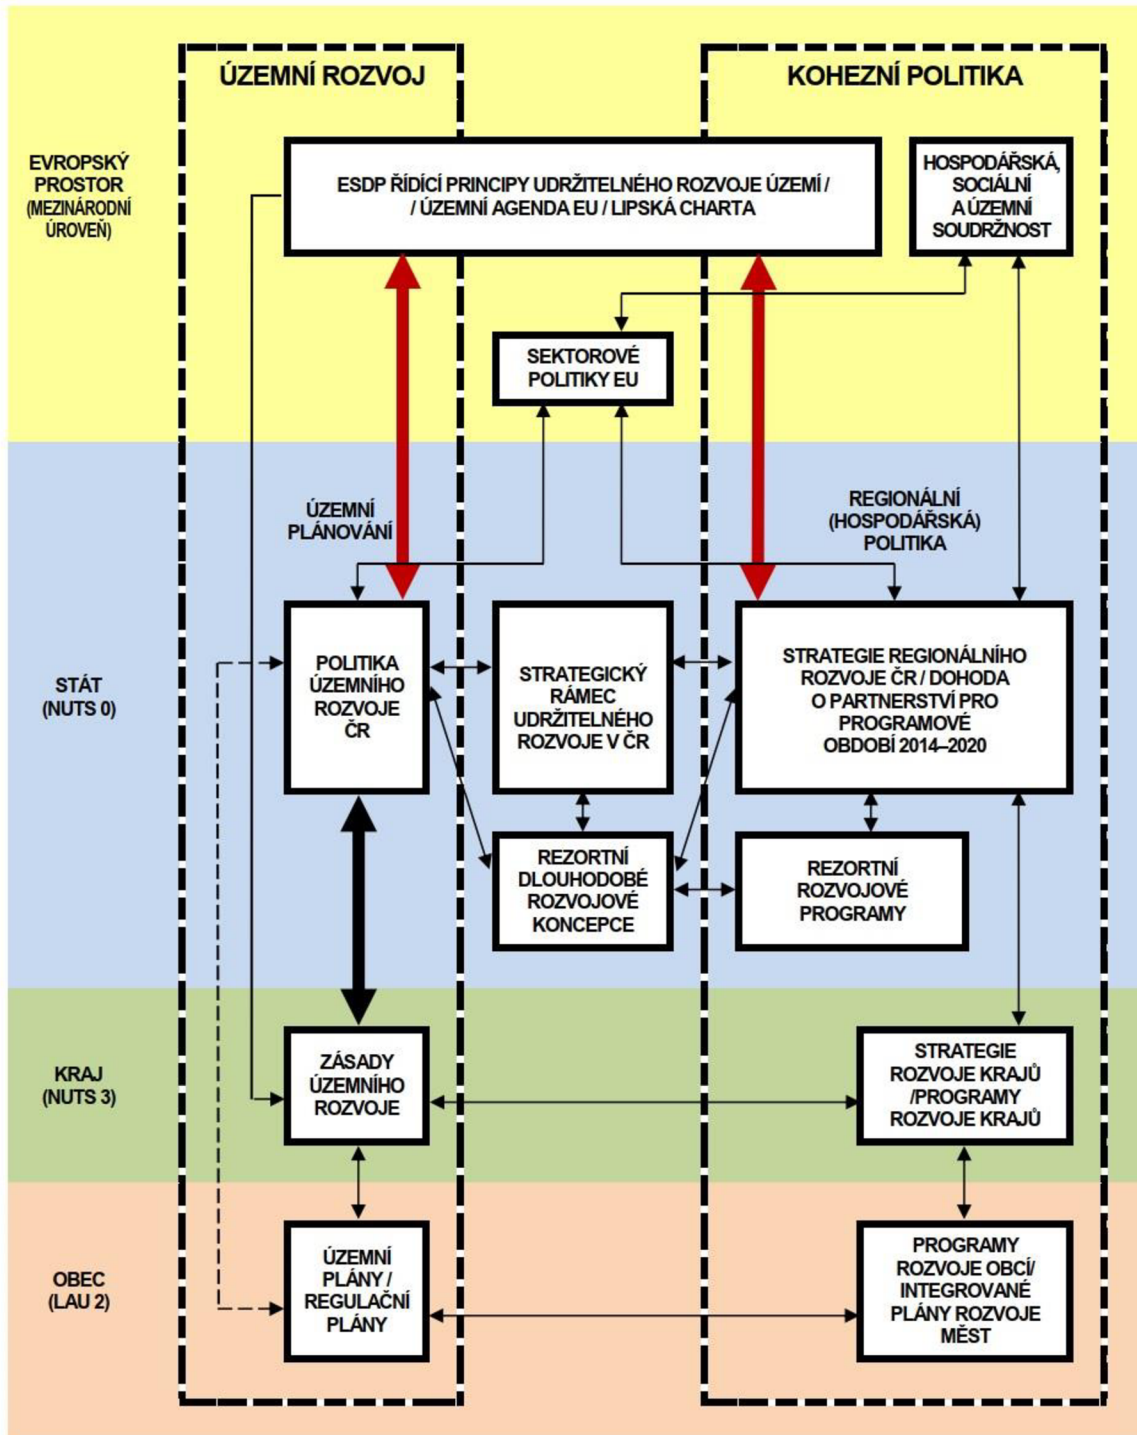 ÚZEMNÍ ROZVOJ
KOHEZNÍ POLITIKA
EVROPSKÝ
PROSTOR
(MEZINÁRODNÍ
ÚROVEŇ)
ESDP ŘÍDÍCÍ PRINCIPY UDRŽITELNÉHO ROZVOJE ÚZEMÍ /
/ ÚZEMNÍ AGENDA EU / LIPSKÁ CHARTA
HOSPODÁŘSKÁ,
SOCIÁLNÍ
A ÚZEMNÍ
SOUDRŽNOST
SEKTOROVÉ
POLITIKY EU
ÚZEMNÍ
PLÁNOVÁNÍ
REGIONÁLNÍ
(HOSPODÁŘSKÁ)
POLITIKA
STÁT
(NUTS 0)
POLITIKA
ÚZEMNÍHO
ROZVOJE
ČR
STRATEGICKÝ
RÁMEC
UDRŽITELNÉHO
ROZVOJE V ČR
STRATEGIE REGIONÁLNÍHO
ROZVOJE ČR / DOHODA
O PARTNERSTVÍ PRO
PROGRAMOVÉ
OBDOBÍ 2014–2020
REZORTNÍ
DLOUHODOBÉ
ROZVOJOVÉ
KONCEPCE
REZORTNÍ
ROZVOJOVÉ
PROGRAMY
KRAJ
(NUTS 3)
ZÁSADY
ÚZEMNÍHO
ROZVOJE
STRATEGIE
ROZVOJE KRAJŮ
/PROGRAMY
ROZVOJE KRAJŮ
OBEC
(LAU 2)
ÚZEMNÍ
PLÁNY /
REGULAČNÍ
PLÁNY
PROGRAMY
ROZVOJE OBCÍ/
INTEGROVANÉ
PLÁNY ROZVOJE
MĚST